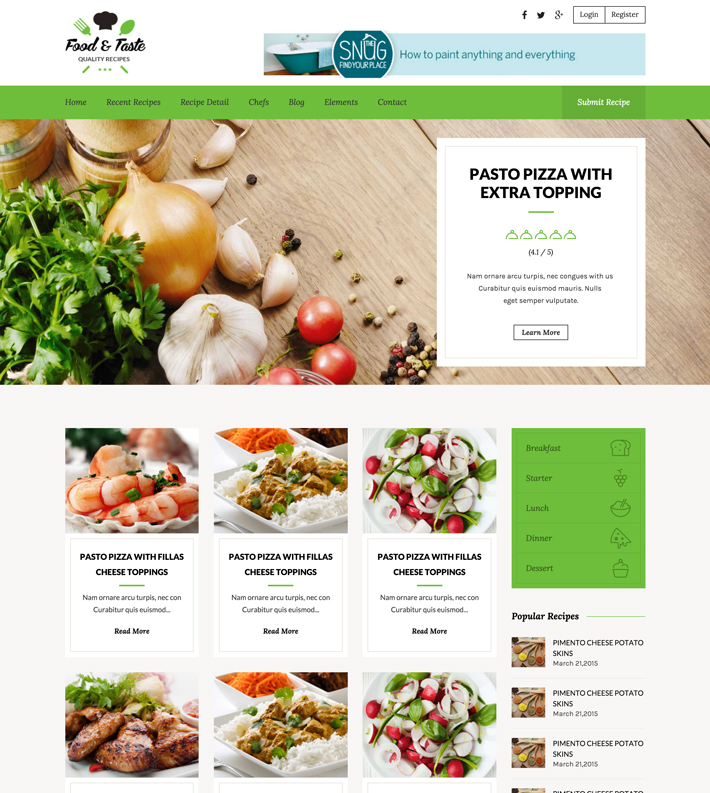 Food & Taste
QUALITY RECIPES
Login
Register
THE
SNUG
FIND YOUR PLACE
How to paint anything and everything
Home
Recent Recipes
Recipe Detail
Chefs
Blog
Elements
Contact
Submit Recipe
PASTO PIZZA WITH
EXTRA TOPPING
(4.1 / 5)
Nam ornare arcu turpis, nec congues with us
Curabitur quis euismod mauris. Nulls
eget semper vulputate.
Learn More
PASTO PIZZA WITH FILLAS
CHEESE TOPPINGS
Nam ornare arcu turpis, nec con
Curabitur quis euismod...
Read More
PASTO PIZZA WITH FILLAS
CHEESE TOPPINGS
Nam ornare arcu turpis, nec con
Curabitur quis euismod...
Read More
PASTO PIZZA WITH FILLAS
CHEESE TOPPINGS
Nam ornare arcu turpis, nec con
Curabitur quis euismod...
Read More
Breakfast
Starter
Lunch
Dinner
Dessert
Popular Recipes
PIMENTO CHEESE POTATO
SKINS
March 21,2015
PIMENTO CHEESE POTATO
SKINS
March 21,2015
PIMENTO CHEESE POTATO
SKINS
March 21,2015